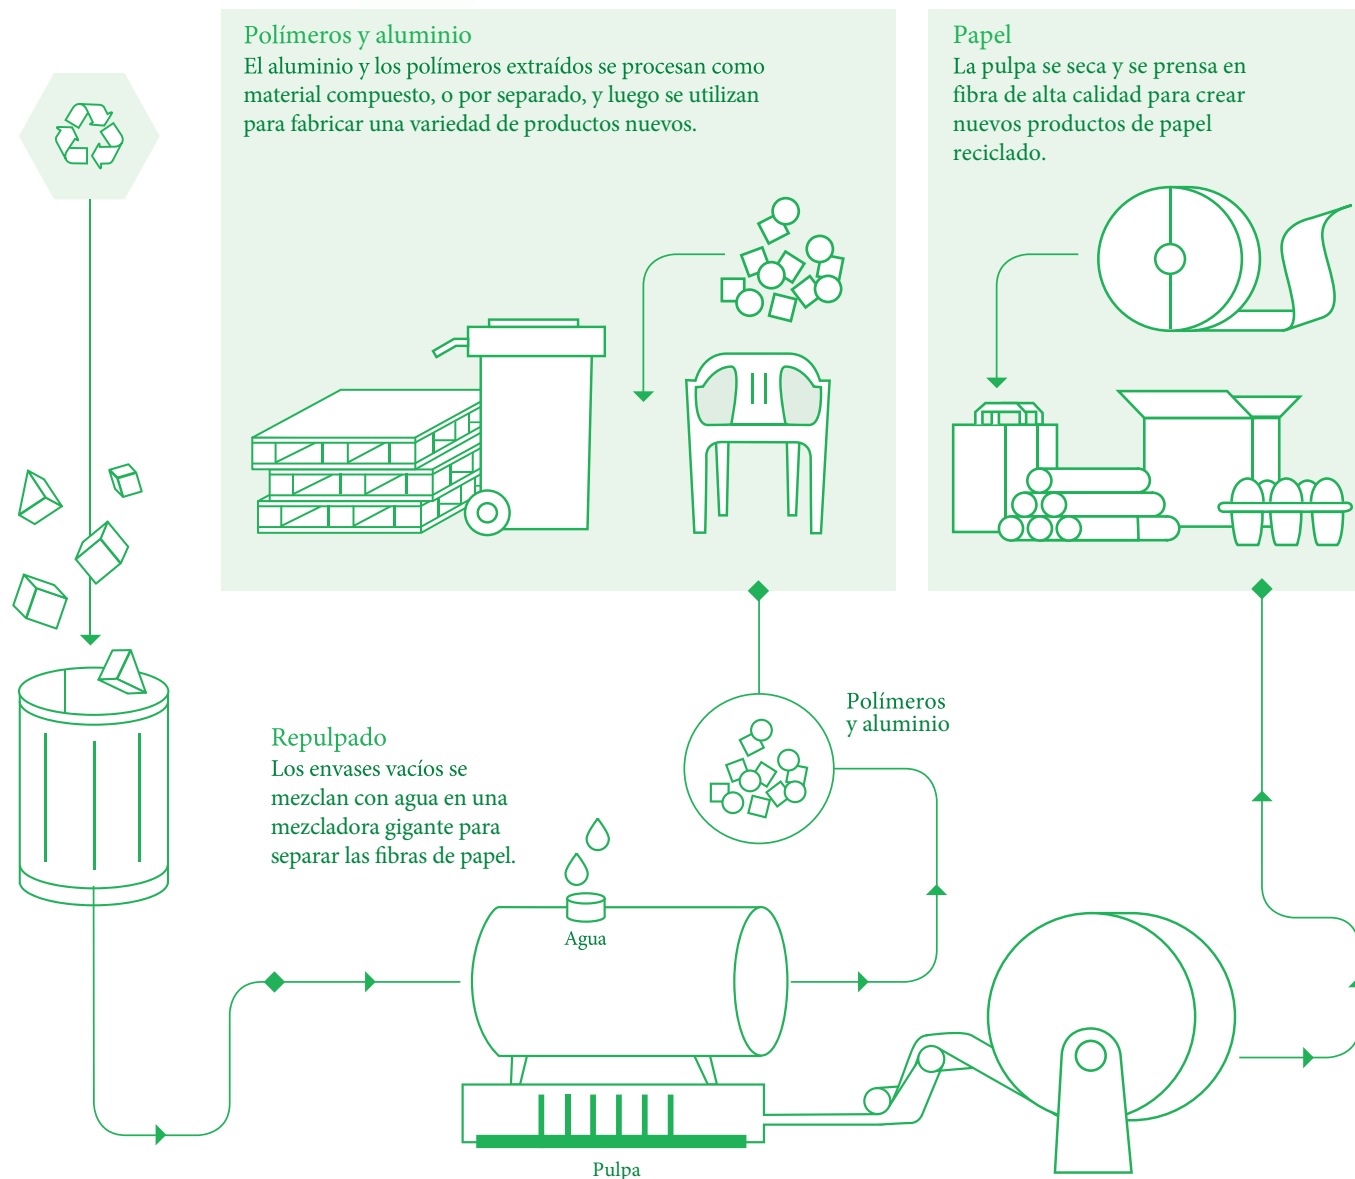 Polímeros y aluminio
El aluminio y los polímeros extraídos se procesan como
material compuesto, o por separado, y luego se utilizan
para fabricar una variedad de productos nuevos.
Papel
La pulpa se seca y se prensa en
fibra de alta calidad para crear
nuevos productos de papel
reciclado.
Polímeros
y aluminio
Repulpado
Los envases vacíos se
mezclan con agua en una
mezcladora gigante para
separar las fibras de papel.
Agua
Pulpa